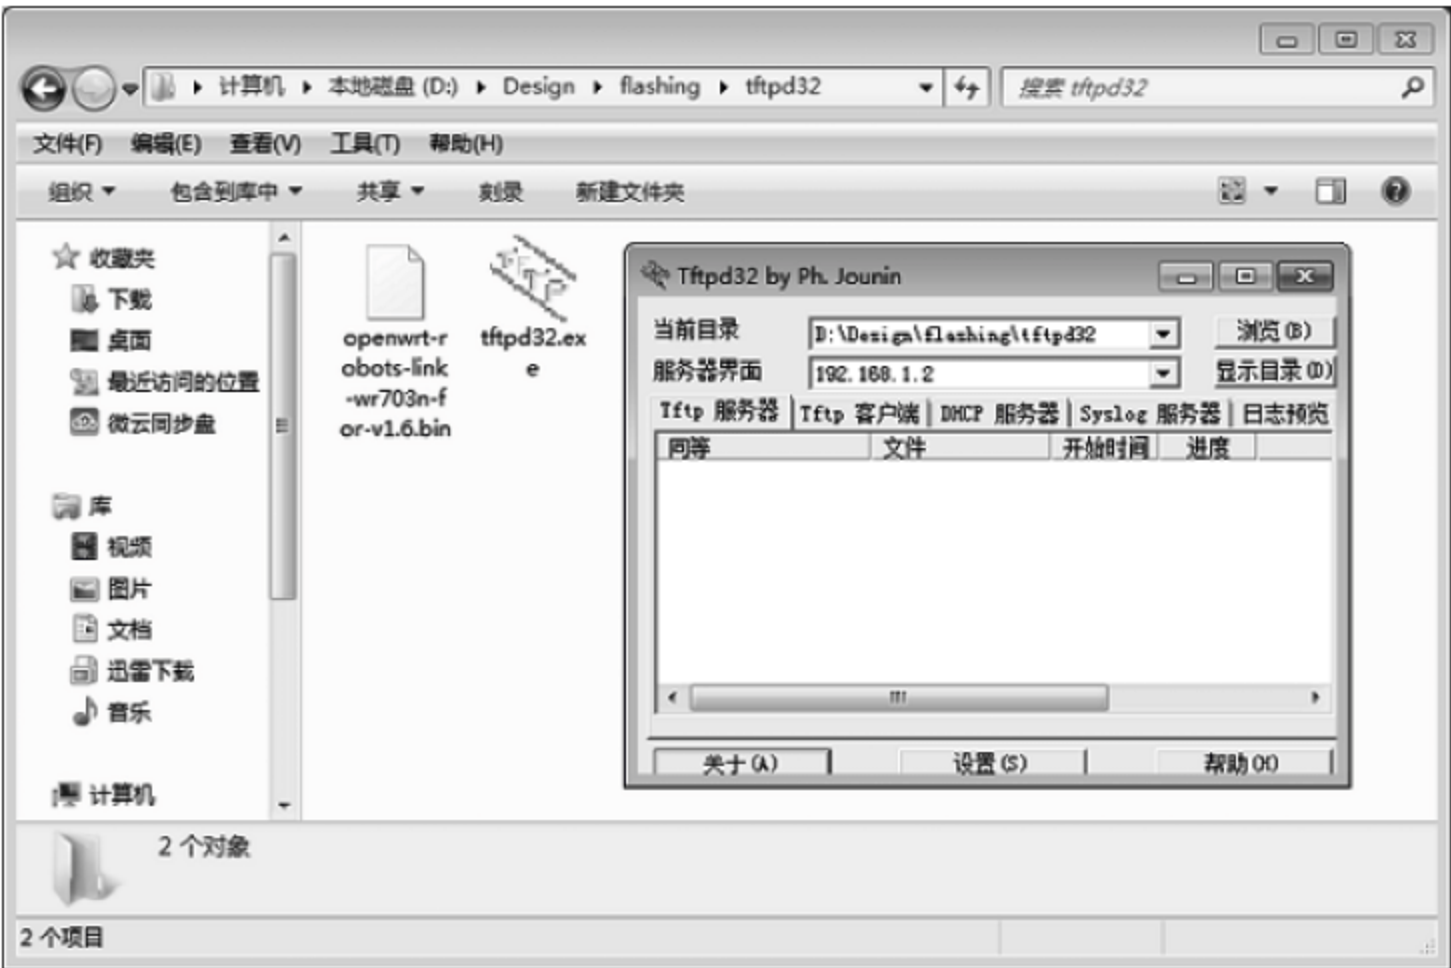 计算机 ▸ 本地磁盘 (D:) ▸ Design ▸ flashing ▸ tftpd32
搜索 tftpd32
文件(F) 编辑(E) 查看(V) 工具(T) 帮助(H)
组织 包含到库中 共享 刻录 新建文件夹
收藏夹
下载
桌面
最近访问的位置
微云同步盘
库
视频
图片
文档
迅雷下载
音乐
计算机
openwrt-r
obots-link
-wr703n-f
or-v1.6.bin
tftpd32.ex
e
Tftpd32 by Ph. Jounin
当前目录 D:\Design\flashing\tftpd32 浏览(B)
服务器界面 192.168.1.2 显示目录(D)
Tftp 服务器 Tftp 客户端 DHCP 服务器 Syslog 服务器 日志预览
同等 文件 开始时间 进度
关于(A) 设置(S) 帮助(H)
2 个对象
2 个项目